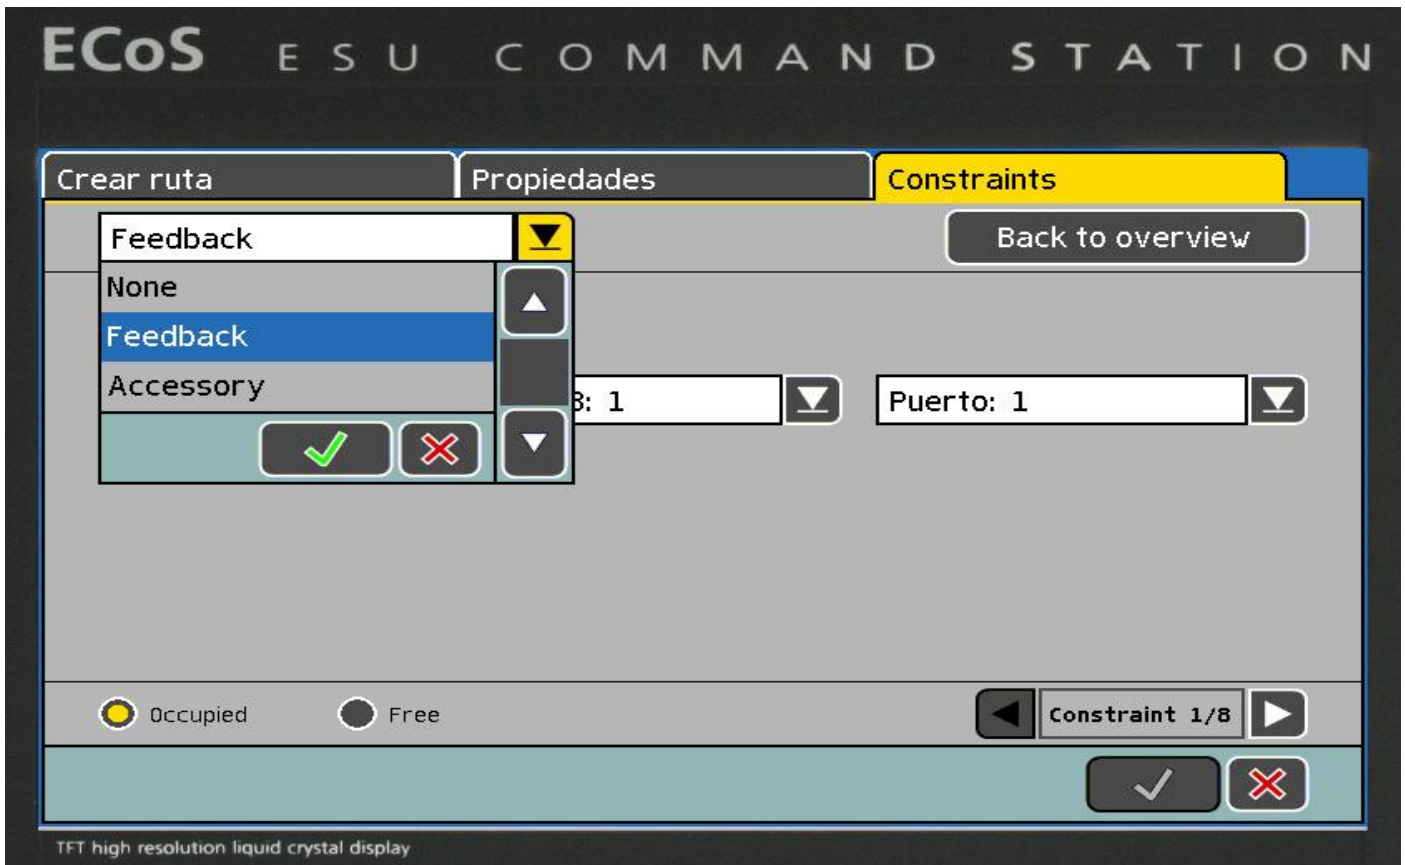 ECoS ESU COMMAND STATION
Crear ruta Propiedades Constraints
Feedback Back to overview
None
Feedback
Accessory
: 1 Puerto: 1
Occupied Free Constraint 1/8
TFT high resolution liquid crystal display